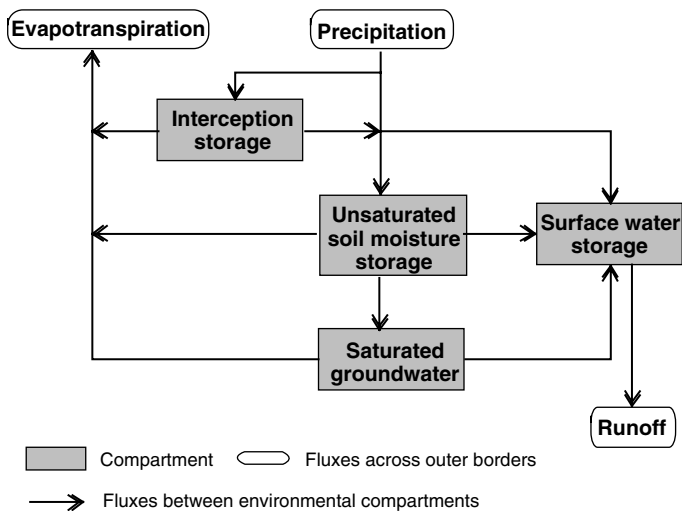 Evapotranspiration
Precipitation
Interception
storage
Unsaturated
soil moisture
storage
Surface water
storage
Saturated
groundwater
Runoff
Compartment
Fluxes across outer borders
Fluxes between environmental compartments